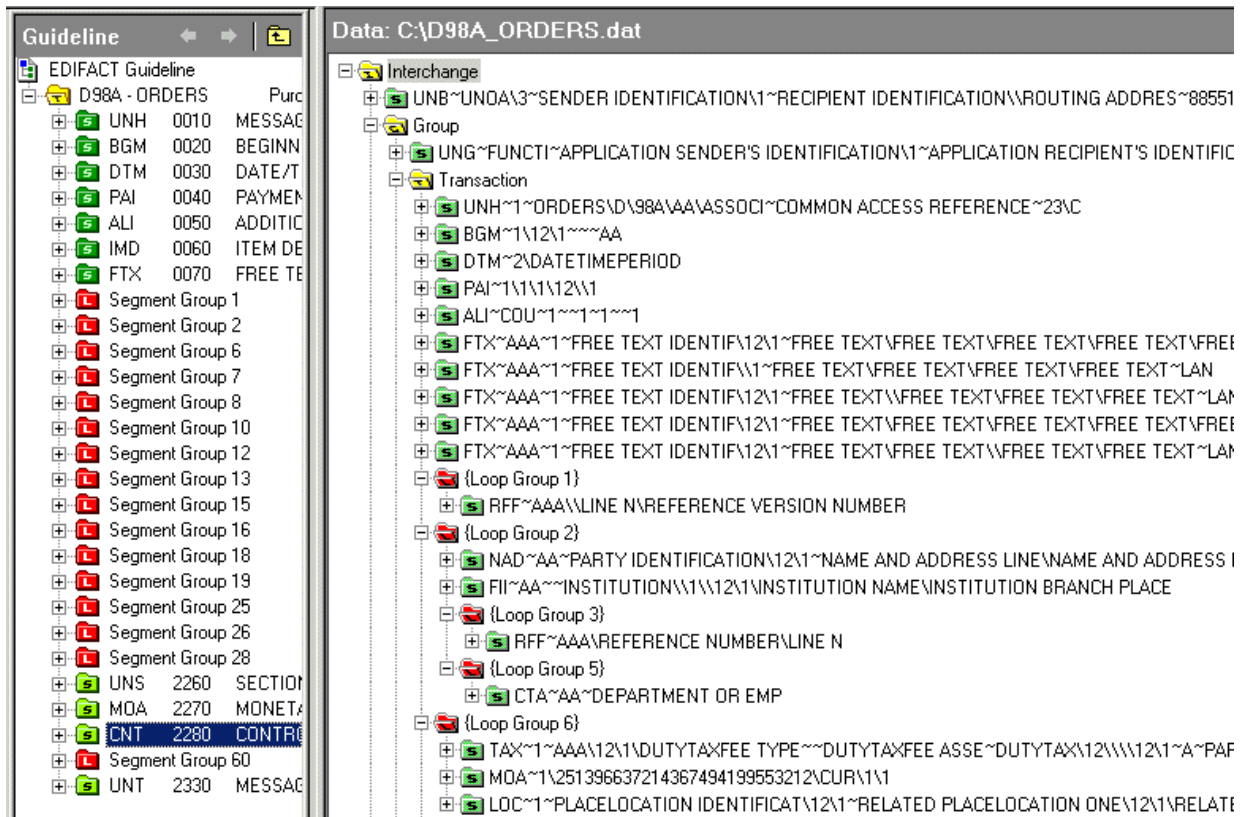 Guideline
EDIFACT Guideline
D98A - ORDERS Purc
UNH 0010 MESSAG
BGM 0020 BEGINN
DTM 0030 DATE/T
PAI 0040 PAYMEN
ALI 0050 ADDITIC
IMD 0060 ITEM DE
FTX 0070 FREE TE
Segment Group 1
Segment Group 2
Segment Group 6
Segment Group 7
Segment Group 8
Segment Group 10
Segment Group 12
Segment Group 13
Segment Group 15
Segment Group 16
Segment Group 18
Segment Group 19
Segment Group 25
Segment Group 26
Segment Group 28
UNS 2260 SECTION
MOA 2270 MONETA
CNT 2280 CONTRO
Segment Group 60
UNT 2330 MESSAG
Data: C:\D98A_ORDERS.dat
Interchange
UNB~UNOA\3~SENDER IDENTIFICATION\1~RECIPIENT IDENTIFICATION\\ROUTING ADDRES~88551
Group
UNG~FUNCTI~APPLICATION SENDER'S IDENTIFICATION\1~APPLICATION RECIPIENT'S IDENTIFIC
Transaction
UNH~1~ORDERS\D\98A\AA\ASSOCI~COMMON ACCESS REFERENCE~23\C
BGM~1\12\1~~~AA
DTM~2\DATETIMEPERIOD
PAI~1\1\1\12\\1
ALI~COU~1~~1~1~~1
FTX~AAA~1~FREE TEXT IDENTIF\12\1~FREE TEXT\FREE TEXT\FREE TEXT\FREE TEXT\FREE
FTX~AAA~1~FREE TEXT IDENTIF\\1~FREE TEXT\FREE TEXT\FREE TEXT\FREE TEXT~LAN
FTX~AAA~1~FREE TEXT IDENTIF\12\1~FREE TEXT\\FREE TEXT\FREE TEXT\FREE TEXT~LAN
FTX~AAA~1~FREE TEXT IDENTIF\12\1~FREE TEXT\FREE TEXT\FREE TEXT\FREE TEXT\FREE
FTX~AAA~1~FREE TEXT IDENTIF\12\1~FREE TEXT\FREE TEXT\\FREE TEXT\FREE TEXT~LAN
{Loop Group 1}
RFF~AAA\\LINE N\REFERENCE VERSION NUMBER
{Loop Group 2}
NAD~AA~PARTY IDENTIFICATION\12\1~NAME AND ADDRESS LINE\NAME AND ADDRESS
FII~AA~~INSTITUTION\\1\\12\1\INSTITUTION NAME\INSTITUTION BRANCH PLACE
{Loop Group 3}
RFF~AAA\REFERENCE NUMBER\LINE N
{Loop Group 5}
CTA~AA~DEPARTMENT OR EMP
{Loop Group 6}
TAX~1~AAA\12\1\DUTYTAXFEE TYPE~~DUTYTAXFEE ASSE~DUTYTAX\12\\\\12\1~A~PAR
MOA~1\251396637214367494199553212\CUR\1\1
LOC~1~PLACELOCATION IDENTIFICAT\12\1~RELATED PLACELOCATION ONE\12\1\RELATE